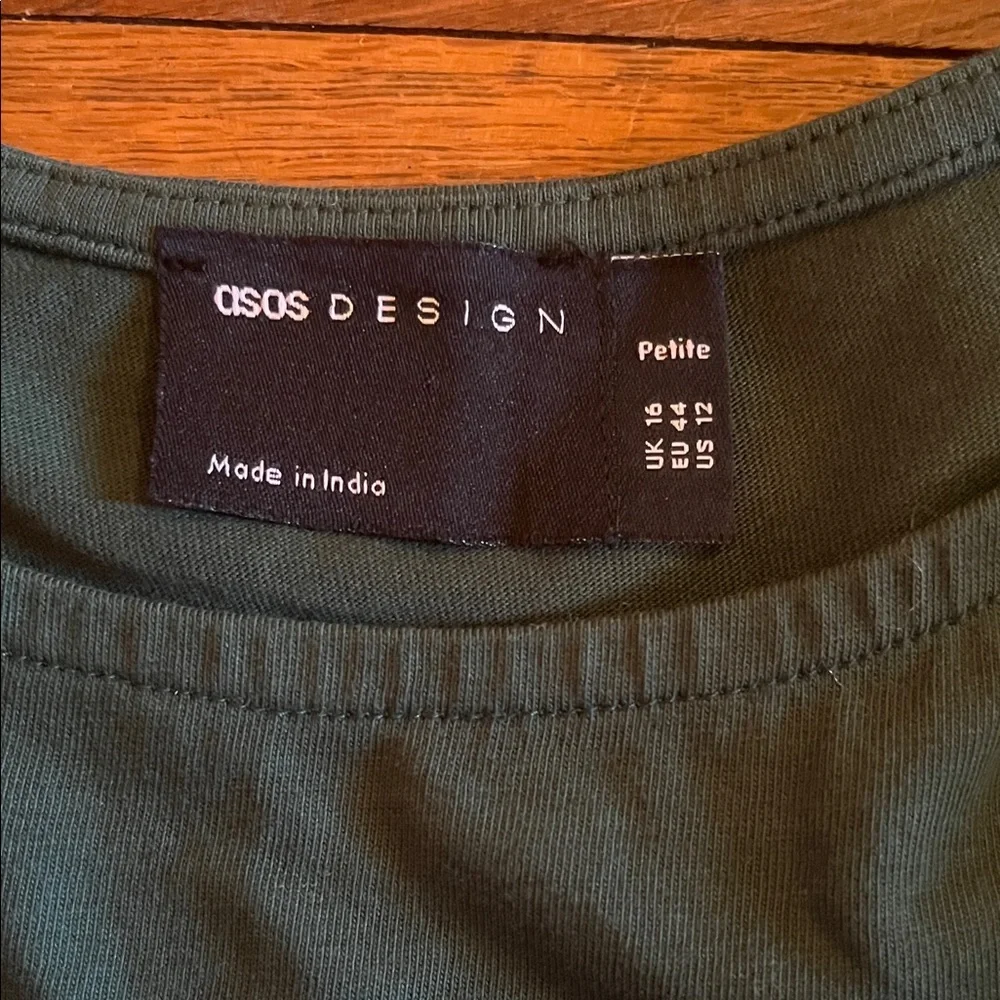 asos DESIGN
Made in India
Petite
UK 16
EU 44
US 12